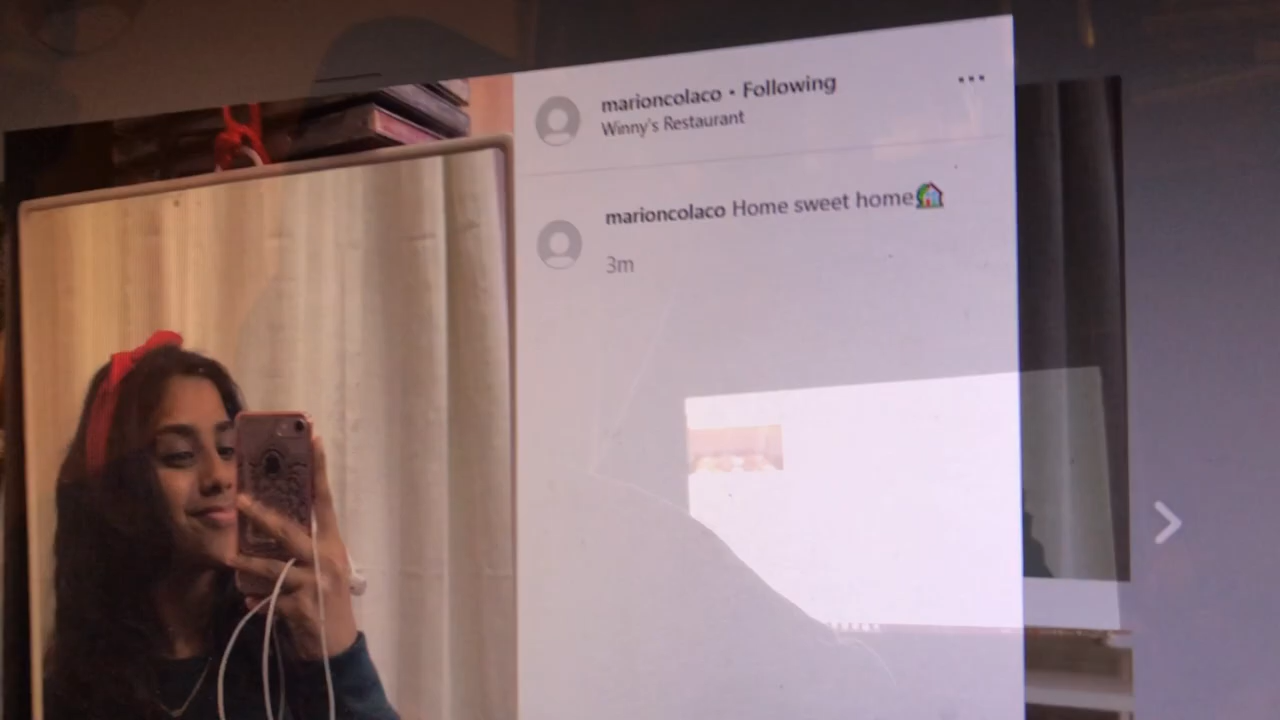 marioncolaco • Following
Winny's Restaurant
marioncolaco Home sweet home🏡
3m